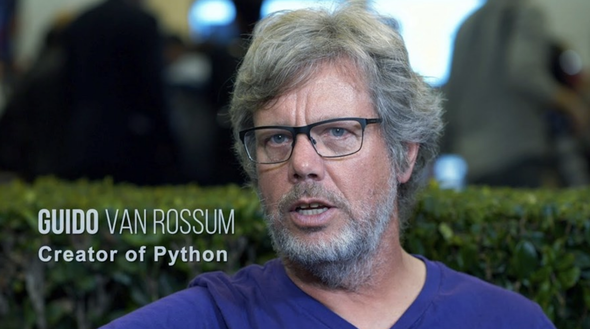 GUIDO VAN ROSSUM
Creator of Python